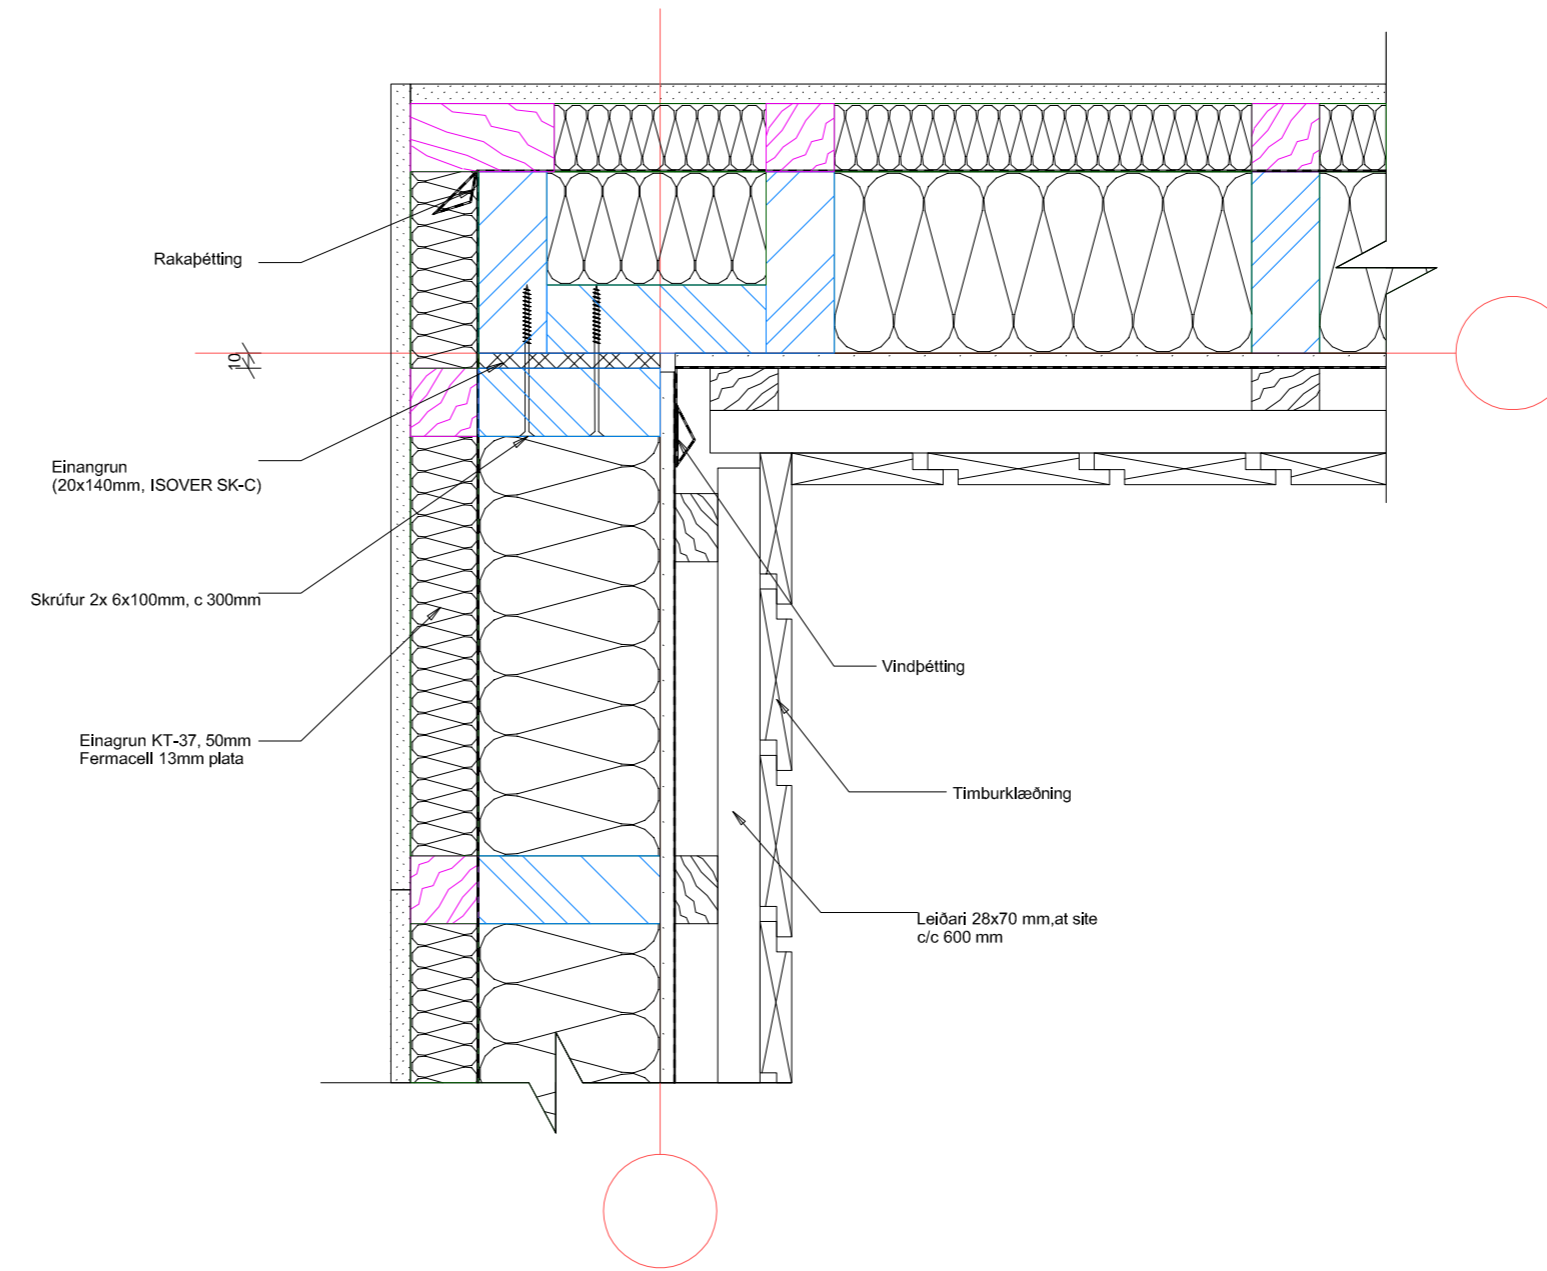 Rakaþétting
10
Einangrun
(20x140mm, ISOVER SK-C)
Skrúfur 2x 6x100mm, c 300mm
Vindþétting
Einagrun KT-37, 50mm
Fermacell 13mm plata
Timburklæðning
Leiðari 28x70 mm,at site
c/c 600 mm